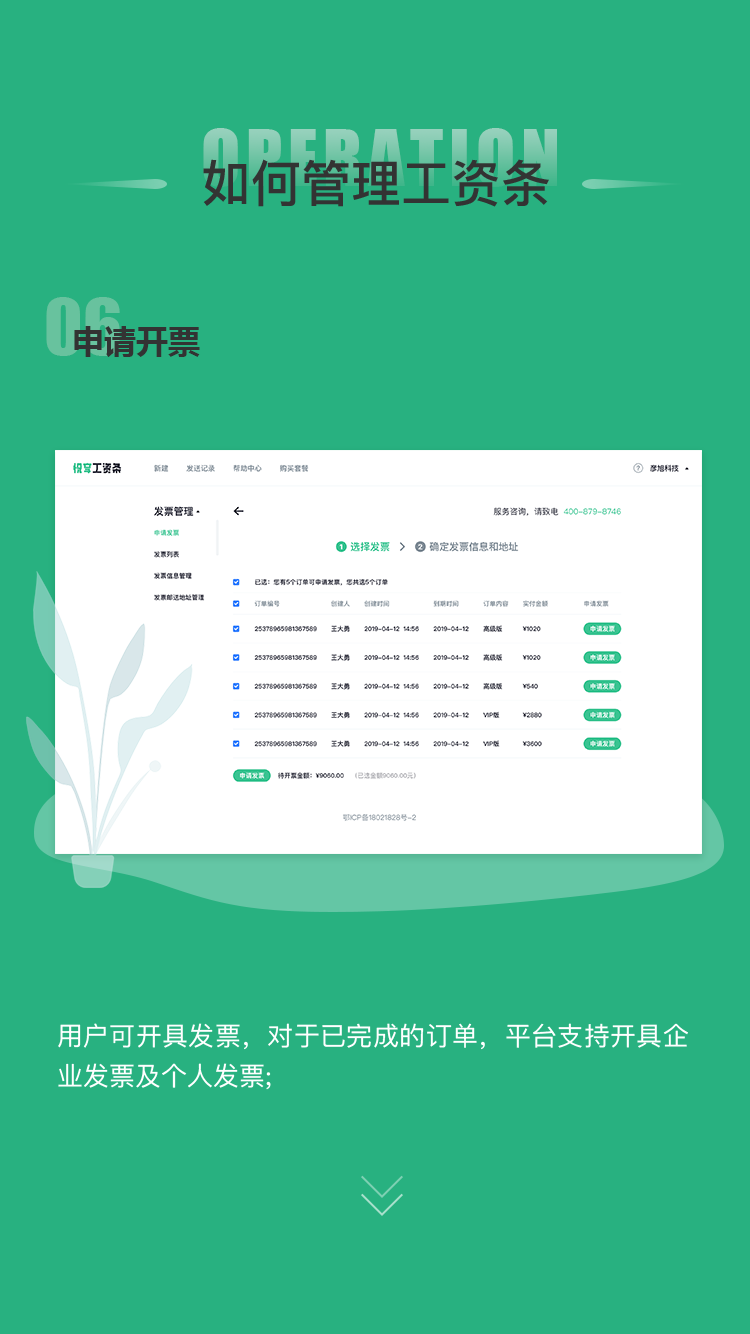 OPERATION
如何管理工资条
06
申请开票
悦写工资条 新建 发送记录 帮助中心 购买套餐 ? 彦旭科技
发票管理 服务咨询，请致电 400-879-8746
申请发票
1 选择发票 2 确定发票信息和地址
发票列表
发票信息管理
发票邮送地址管理
已选：您有5个订单可申请发票，您共选5个订单
订单编号 创建人 创建时间 到期时间 订单内容 实付金额 申请发票
25378965981367589 王大勇 2019-04-12 14:56 2019-04-12 高级版 ¥1020 申请发票
25378965981367589 王大勇 2019-04-12 14:56 2019-04-12 高级版 ¥1020 申请发票
25378965981367589 王大勇 2019-04-12 14:56 2019-04-12 高级版 ¥540 申请发票
25378965981367589 王大勇 2019-04-12 14:56 2019-04-12 VIP版 ¥2880 申请发票
25378965981367589 王大勇 2019-04-12 14:56 2019-04-12 VIP版 ¥3600 申请发票
申请发票 待开票金额：¥9060.00 （已选金额9060.00元）
鄂ICP备18021828号-2
用户可开具发票，对于已完成的订单，平台支持开具企
业发票及个人发票;